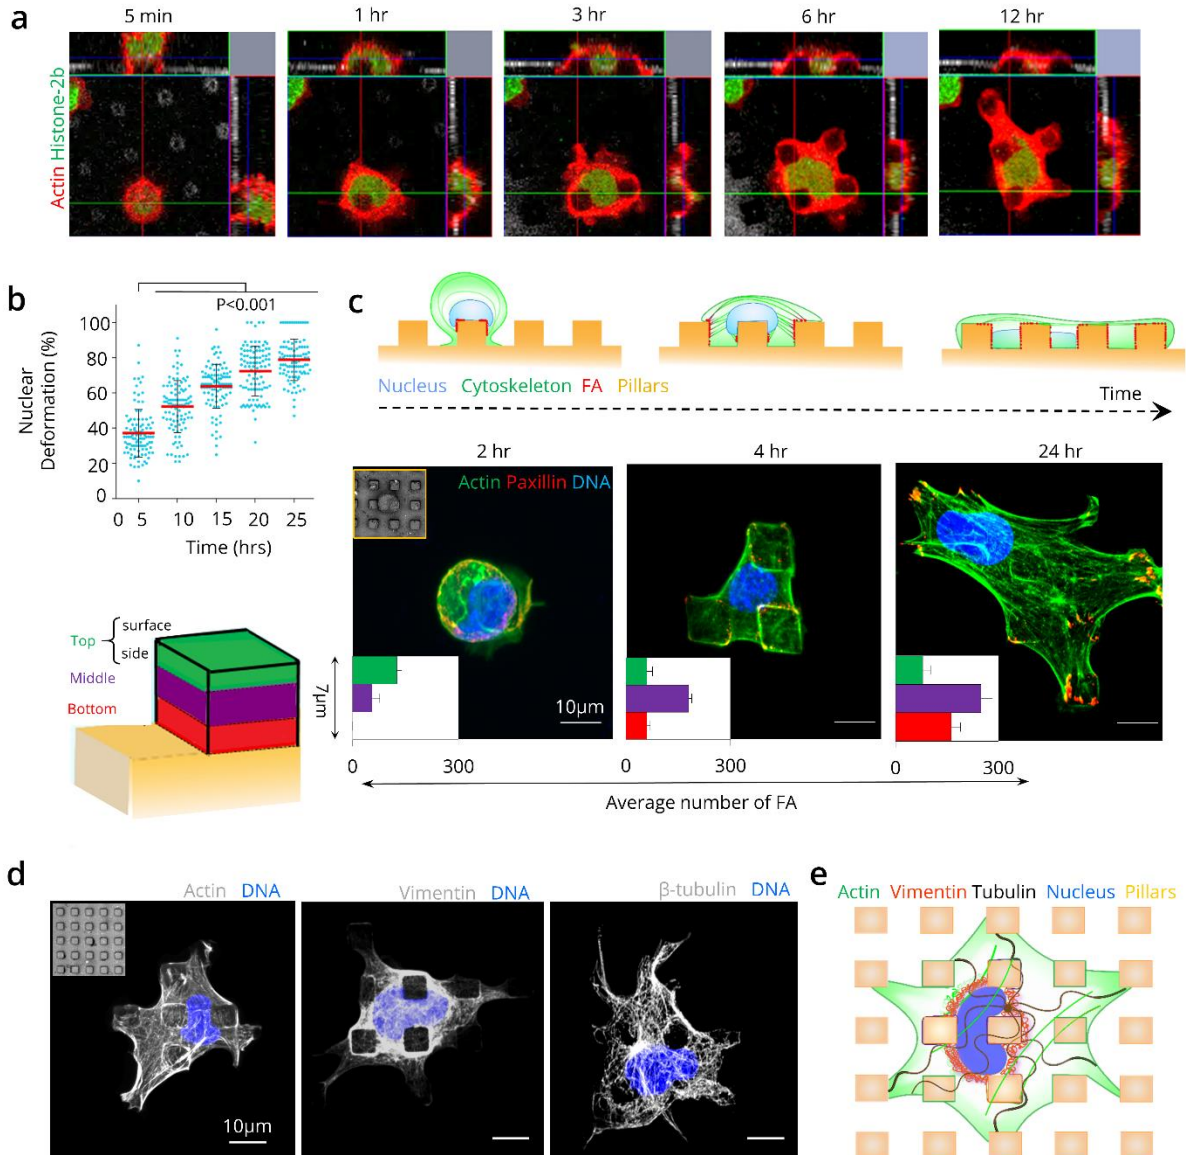 a
5 min 1 hr 3 hr 6 hr 12 hr
Actin Histone-2b
b
P<0.001
Nuclear
Deformation (%)
100
80
60
40
20
0
0 5 10 15 20 25
Time (hrs)
c
Nucleus Cytoskeleton FA Pillars
Time
2 hr 4 hr 24 hr
Actin Paxillin DNA
Top
surface
side
Middle
Bottom
7μm
10μm
0 300 0 300 0 300
Average number of FA
d
Actin DNA
Vimentin DNA
β-tubulin DNA
10μm
e
Actin Vimentin Tubulin Nucleus Pillars